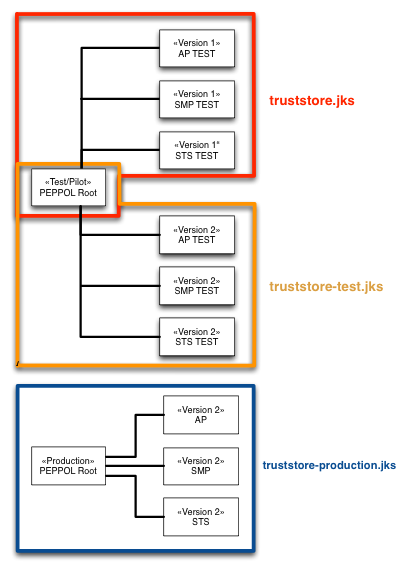 «Version 1»
AP TEST
«Version 1»
SMP TEST
truststore.jks
«Version 1"
STS TEST
«Test/Pilot»
PEPPOL Root
«Version 2»
AP TEST
«Version 2»
SMP TEST
truststore-test.jks
«Version 2»
STS TEST
«Version 2»
AP
«Production»
PEPPOL Root
«Version 2»
SMP
truststore-production.jks
«Version 2»
STS